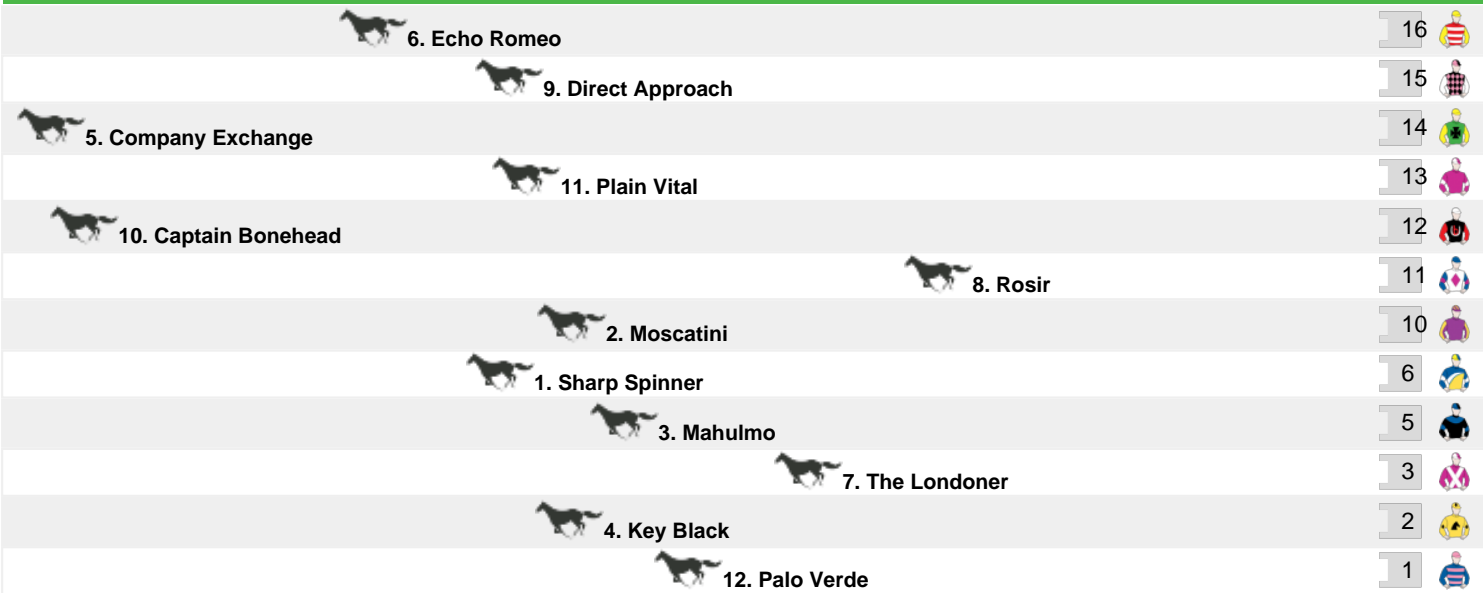 6. Echo Romeo 16
9. Direct Approach 15
5. Company Exchange 14
11. Plain Vital 13
10. Captain Bonehead 12
8. Rosir 11
2. Moscatini 10
1. Sharp Spinner 6
3. Mahulmo 5
7. The Londoner 3
4. Key Black 2
12. Palo Verde 1